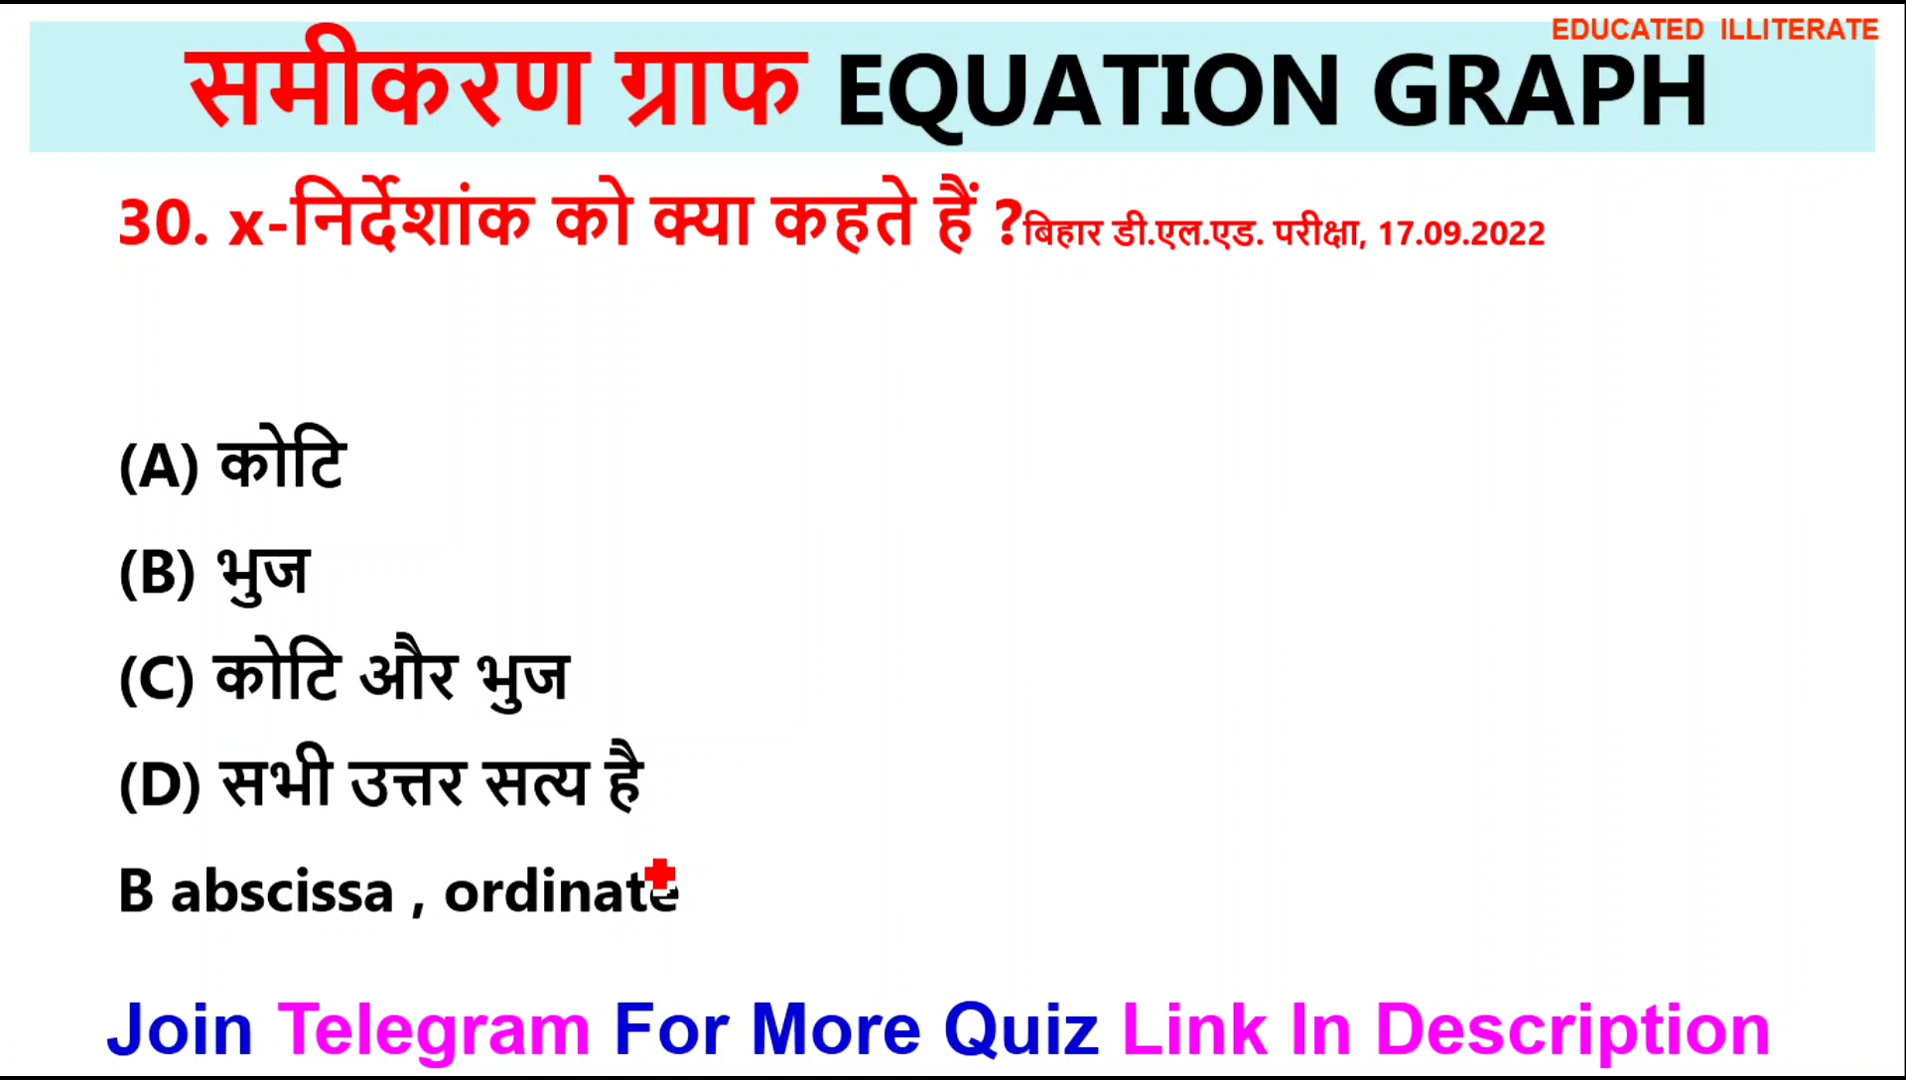 EDUCATED ILLITERATE
समीकरण ग्राफ EQUATION GRAPH
30. x-निर्देशांक को क्या कहते हैं ?बिहार डी.एल.एड. परीक्षा, 17.09.2022
(A) कोटि
(B) भुज
(C) कोटि और भुज
(D) सभी उत्तर सत्य है
B abscissa , ordinate
Join Telegram For More Quiz Link In Description